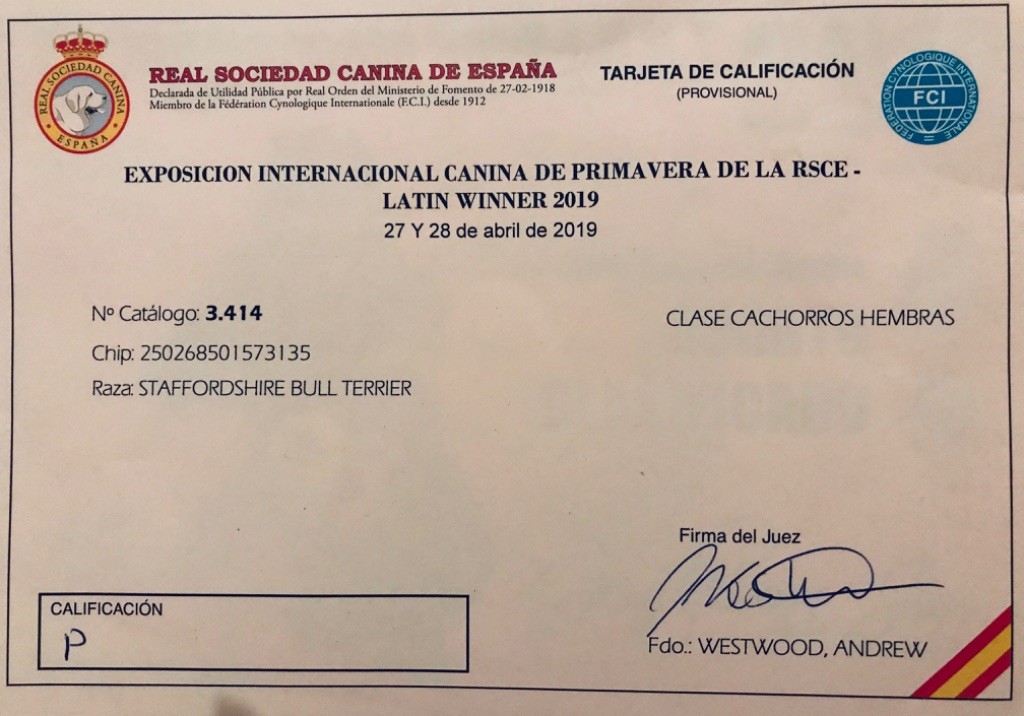 REAL SOCIEDAD CANINA
ESPAÑA
REAL SOCIEDAD CANINA DE ESPAÑA
Declarada de Utilidad Pública por Real Orden del Ministerio de Fomento de 27-02-1918
Miembro de la Fédération Cynologique Internationale (F.C.I.) desde 1912
TARJETA DE CALIFICACIÓN
(PROVISIONAL)
FEDERATION CYNOLOGIQUE INTERNATIONALE
FCI
EXPOSICION INTERNACIONAL CANINA DE PRIMAVERA DE LA RSCE -
LATIN WINNER 2019
27 Y 28 de abril de 2019
Nº Catálogo: 3.414
CLASE CACHORROS HEMBRAS
Chip: 250268501573135
Raza: STAFFORDSHIRE BULL TERRIER
Firma del Juez
Fdo.: WESTWOOD, ANDREW
CALIFICACIÓN
P